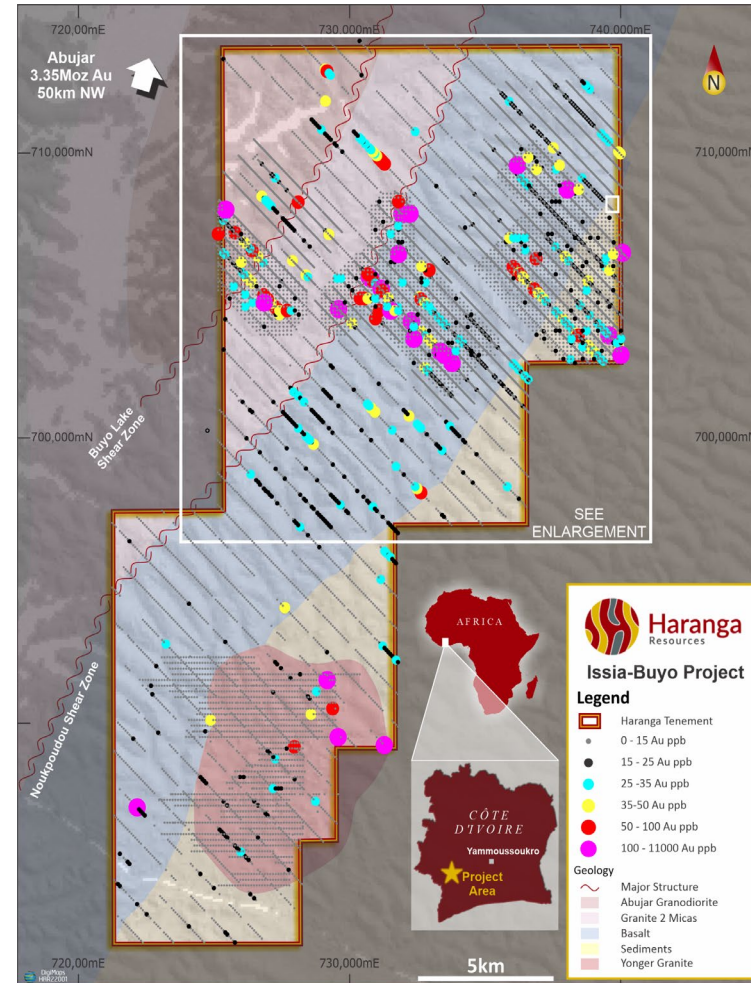 720,00mE
730,000mE
740,000mE
Abujar
3.35Moz Au
50km NW
N
710,000mN
710,000mN
Buyo Lake
Shear Zone
700,000mN
700,000mN
SEE
ENLARGEMENT
Noukpoudou Shear Zone
AFRICA
CÔTE
D'IVOIRE
Yammoussoukro
Project
Area
Haranga
Resources
Issia-Buyo Project
Legend
Haranga Tenement
0 - 15 Au ppb
15 - 25 Au ppb
25 -35 Au ppb
35-50 Au ppb
50 - 100 Au ppb
100 - 11000 Au ppb
Geology
Major Structure
Abujar Granodiorite
Granite 2 Micas
Basalt
Sediments
Yonger Granite
DigiMaps
HAR22001
720,00mE
730,000mE
5km